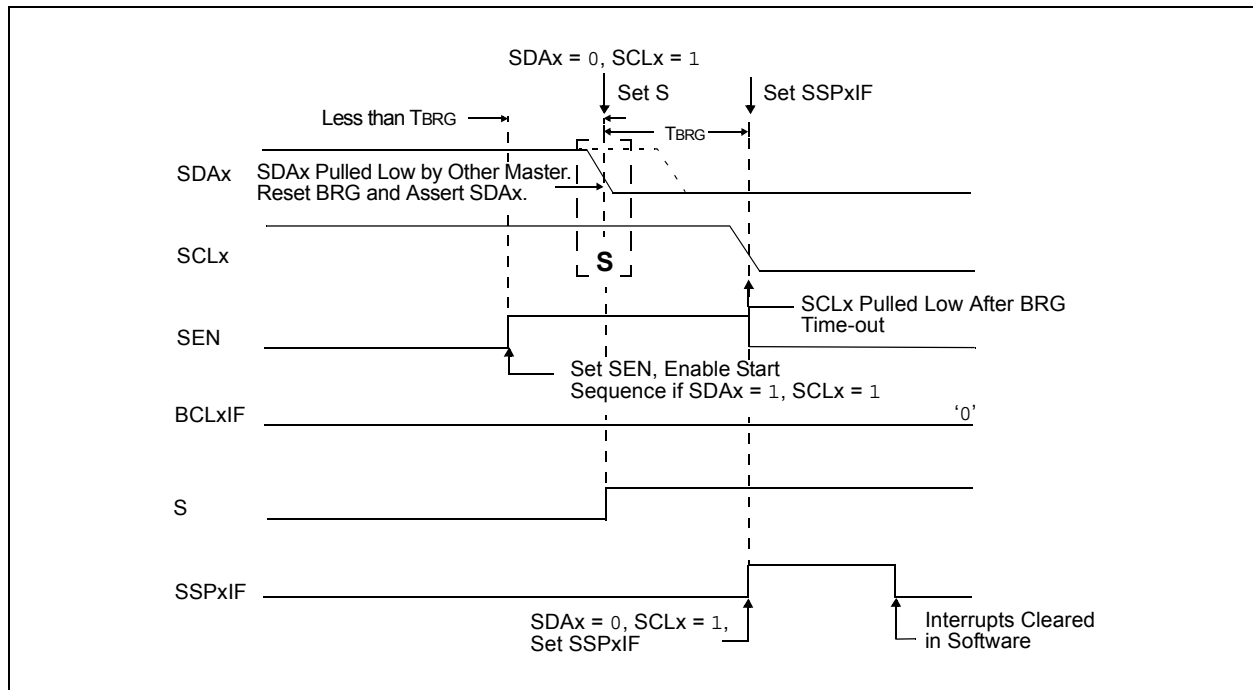 SDAx = 0, SCLx = 1
Set S
Set SSPxIF
Less than TBRG
TBRG
SDAx
SDAx Pulled Low by Other Master.
Reset BRG and Assert SDAx.
SCLx
S
SCLx Pulled Low After BRG
Time-out
SEN
Set SEN, Enable Start
Sequence if SDAx = 1, SCLx = 1
BCLxIF
‘0’
S
SSPxIF
SDAx = 0, SCLx = 1,
Set SSPxIF
Interrupts Cleared
in Software